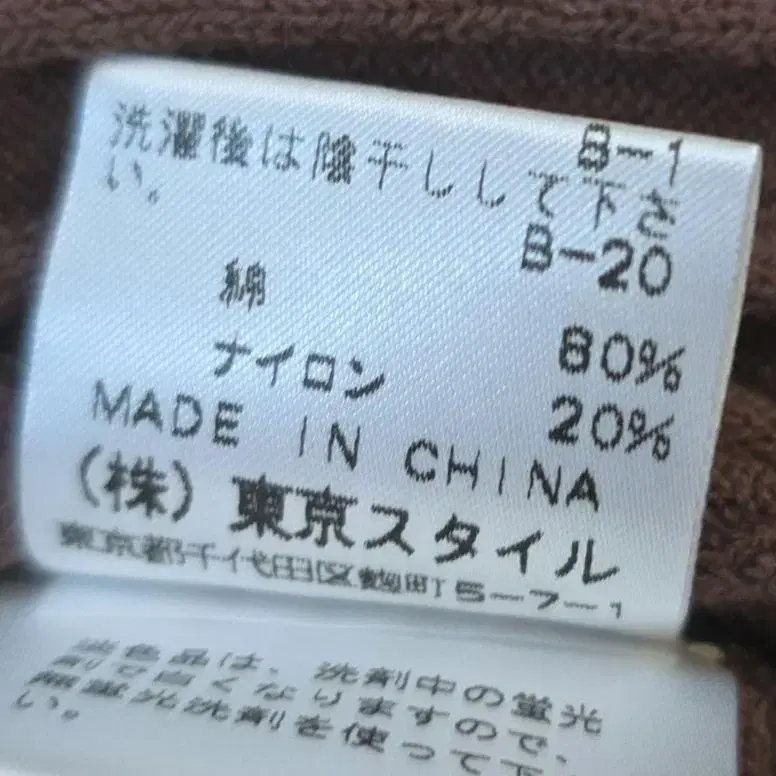 B-1
洗濯後は陰干しして下さ
い。
B-20
綿 80%
ナイロン 20%
MADE IN CHINA
(株)東京スタイル
東京都千代田区麹町5-7-1
淡色品は、洗剤中の蛍光
剤で白くなりますので、
無蛍光洗剤を使って下
い。